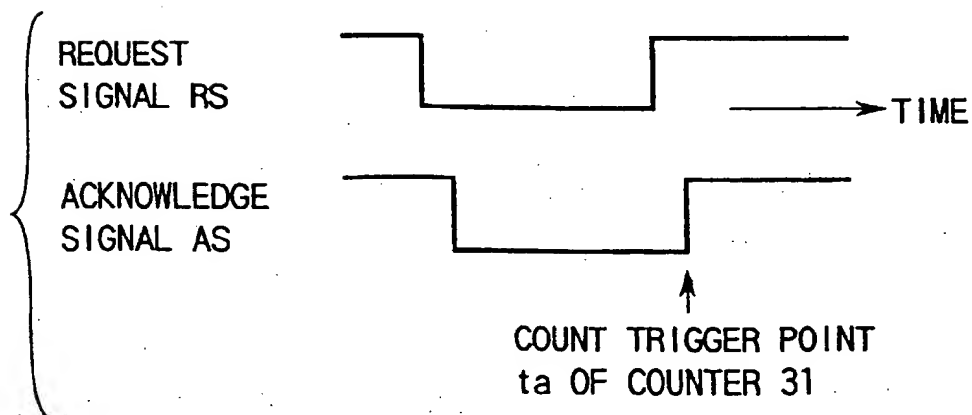 REQUEST
SIGNAL RS
TIME
ACKNOWLEDGE
SIGNAL AS
COUNT TRIGGER POINT
ta OF COUNTER 31